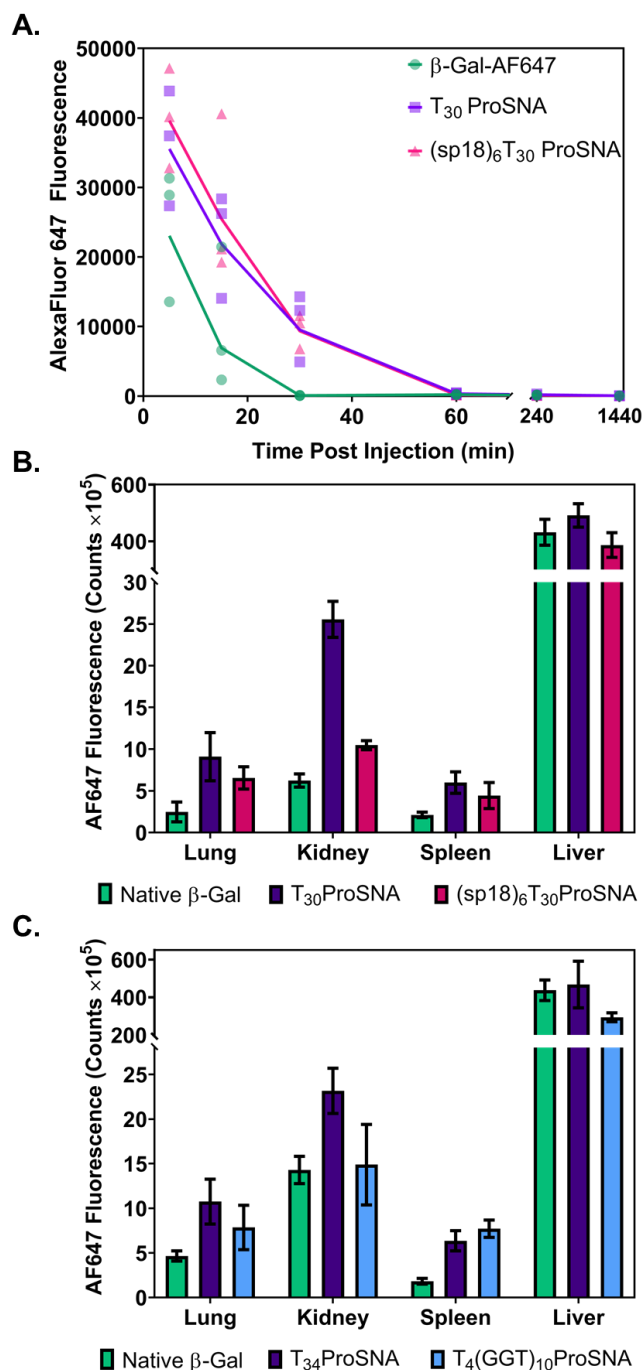 A.
50000
40000
30000
20000
10000
0
AlexaFluor 647 Fluorescence
β-Gal-AF647
T30 ProSNA
(sp18)6T30 ProSNA
0 20 40 60 240 1440
Time Post Injection (min)
B.
600
400
30
25
20
15
10
5
0
AF647 Fluorescence (Counts ×10⁵)
Lung Kidney Spleen Liver
Native β-Gal T30ProSNA (sp18)6T30ProSNA
C.
600
400
200
25
20
15
10
5
0
AF647 Fluorescence (Counts ×10⁵)
Lung Kidney Spleen Liver
Native β-Gal T34ProSNA T4(GGT)10ProSNA